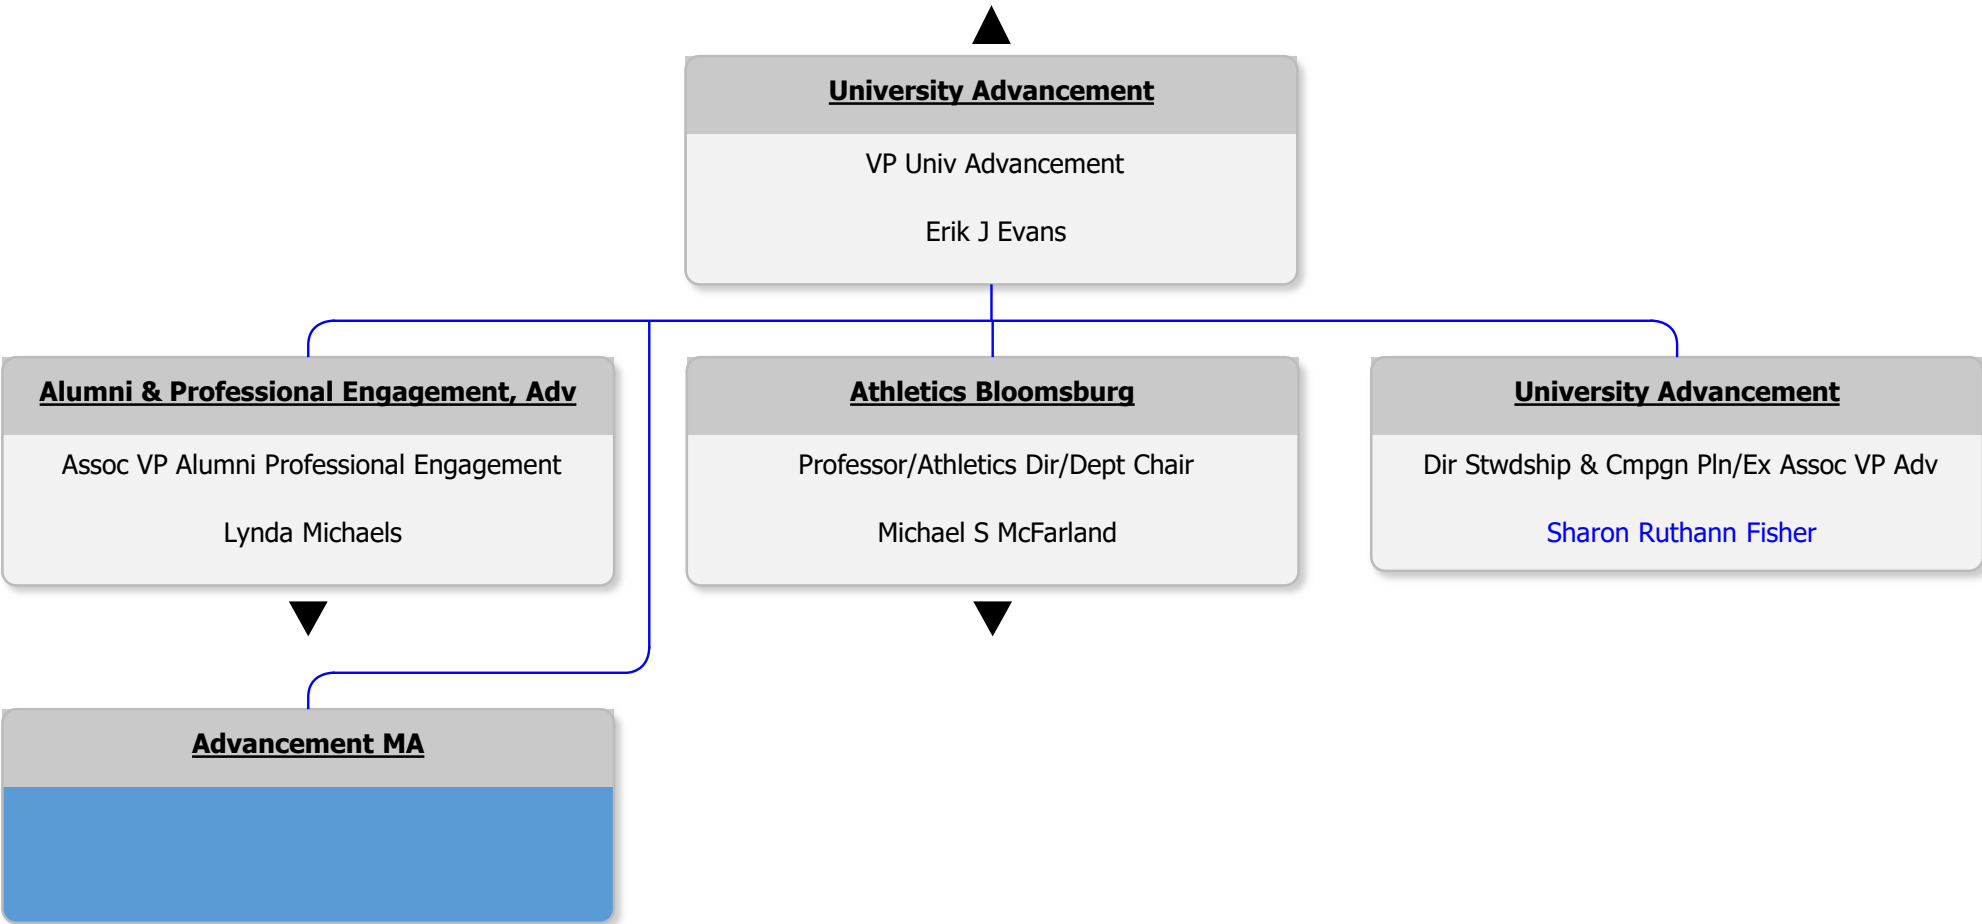 University Advancement
VP Univ Advancement
Erik J Evans
Alumni & Professional Engagement, Adv
Assoc VP Alumni Professional Engagement
Lynda Michaels
Athletics Bloomsburg
Professor/Athletics Dir/Dept Chair
Michael S McFarland
University Advancement
Dir Stwdship & Cmpgn Pln/Ex Assoc VP Adv
Sharon Ruthann Fisher
Advancement MA